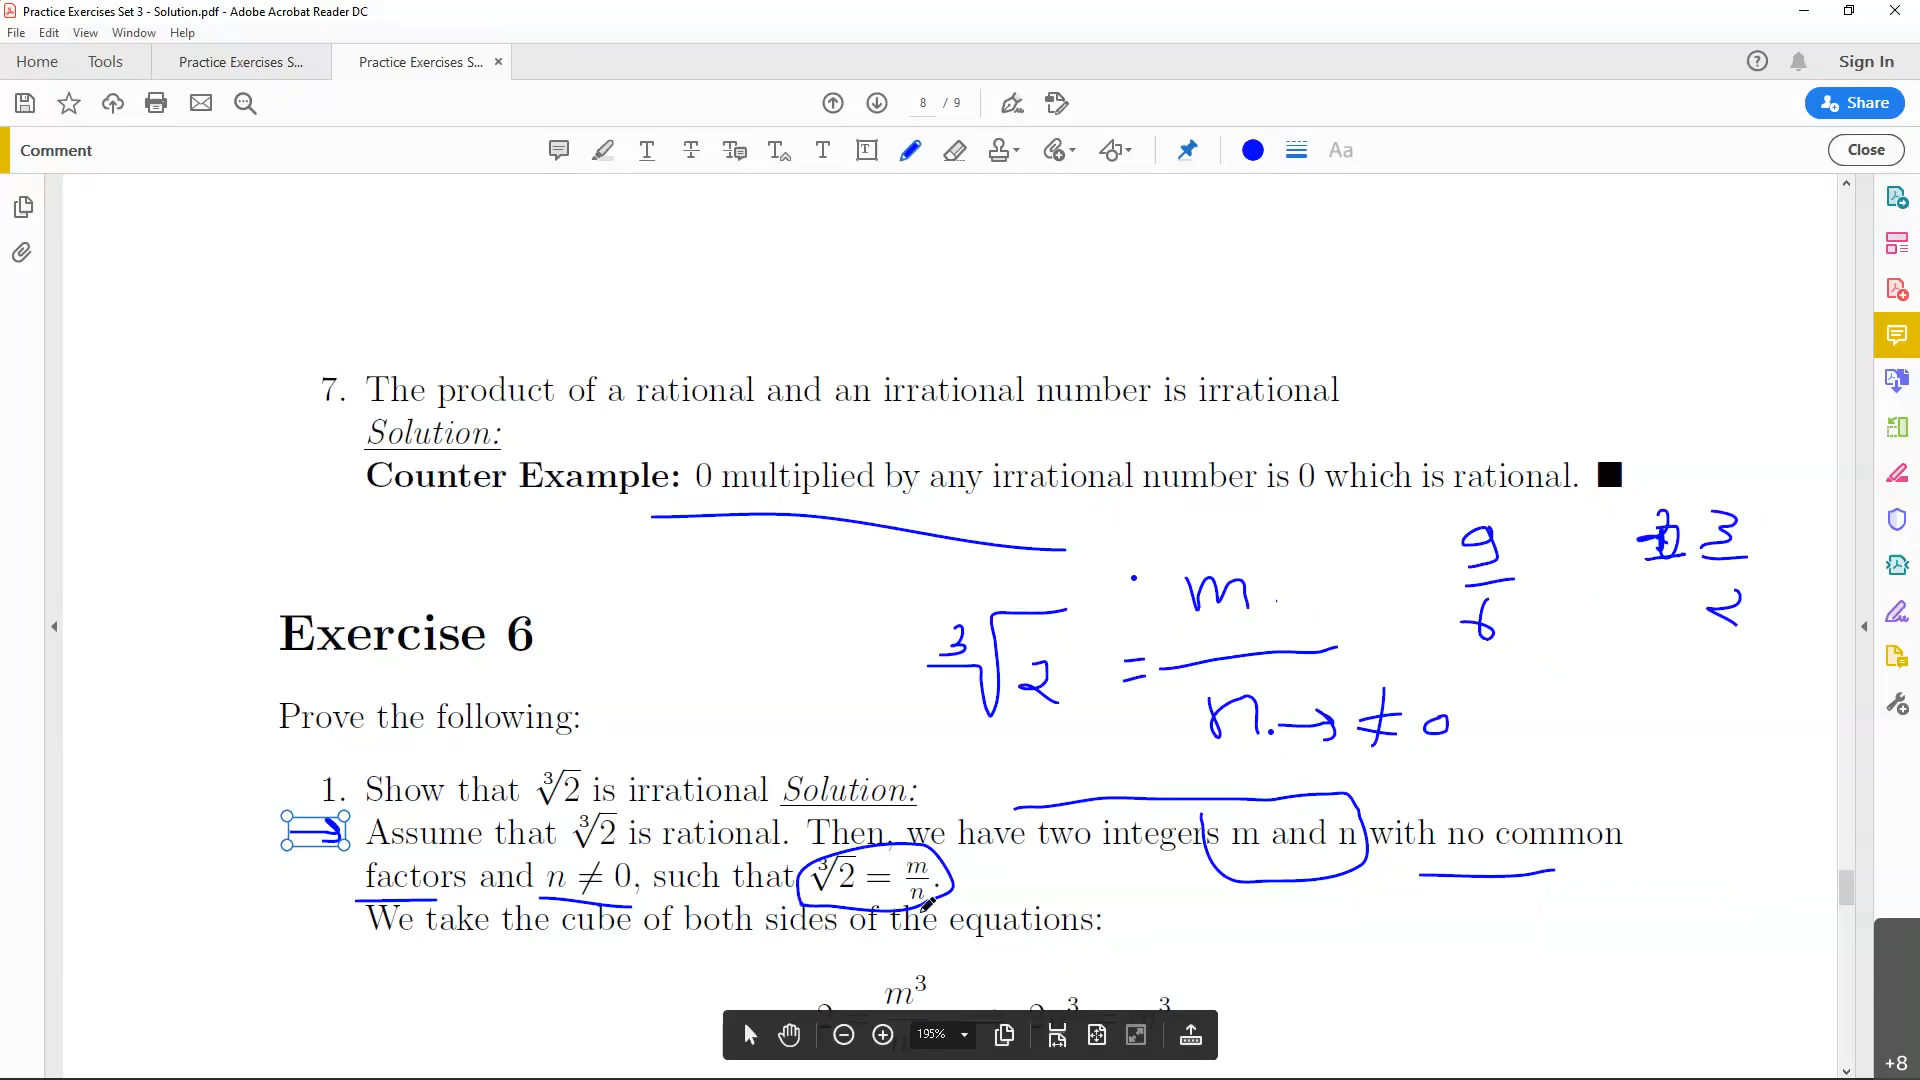 Practice Exercises Set 3 - Solution.pdf - Adobe Acrobat Reader DC
File Edit View Window Help
Home Tools Practice Exercises S... Practice Exercises S... × Sign In
8 / 9 Share
Comment Aa Close
7. The product of a rational and an irrational number is irrational
Solution:
Counter Example: 0 multiplied by any irrational number is 0 which is rational. ■
9/6 3/2
∛2 = m/n → ≠ 0
Exercise 6
Prove the following:
1. Show that ∛2 is irrational Solution:
Assume that ∛2 is rational. Then, we have two integers m and n with no common
factors and n ≠ 0, such that ∛2 = m/n.
We take the cube of both sides of the equations:
m³
195%
+8